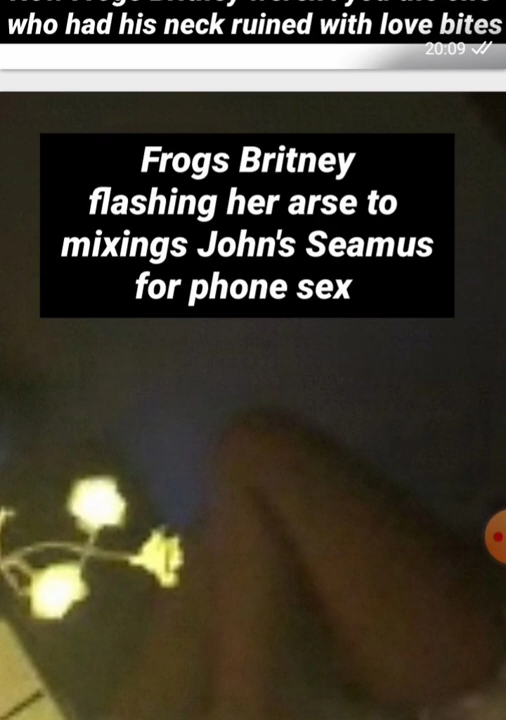 who had his neck ruined with love bites
20:09
Frogs Britney
flashing her arse to
mixings John's Seamus
for phone sex